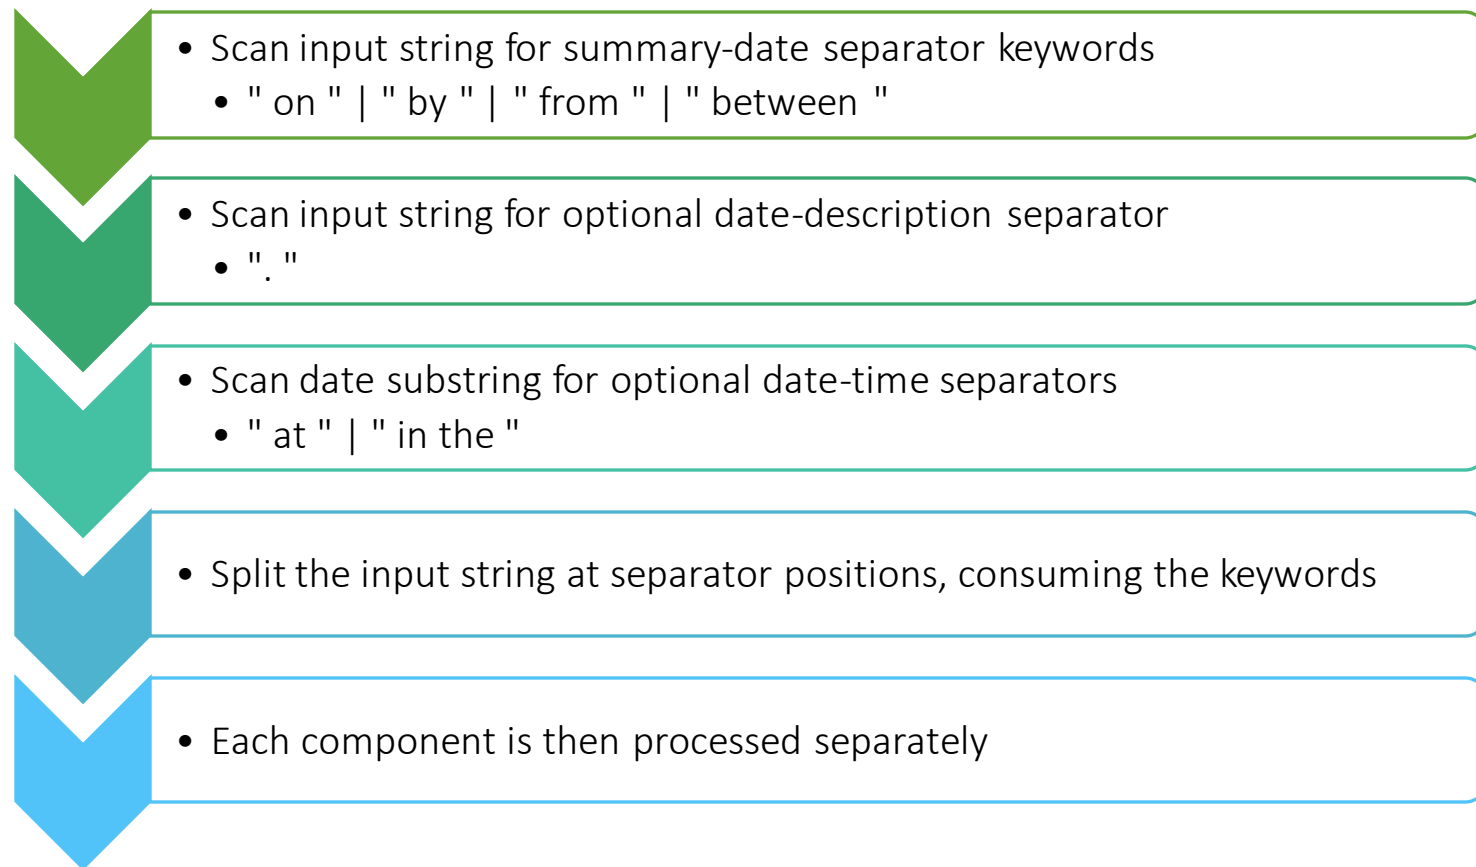 • Scan input string for summary-date separator keywords
• " on " | " by " | " from " | " between "
• Scan input string for optional date-description separator
• ". "
• Scan date substring for optional date-time separators
• " at " | " in the "
• Split the input string at separator positions, consuming the keywords
• Each component is then processed separately